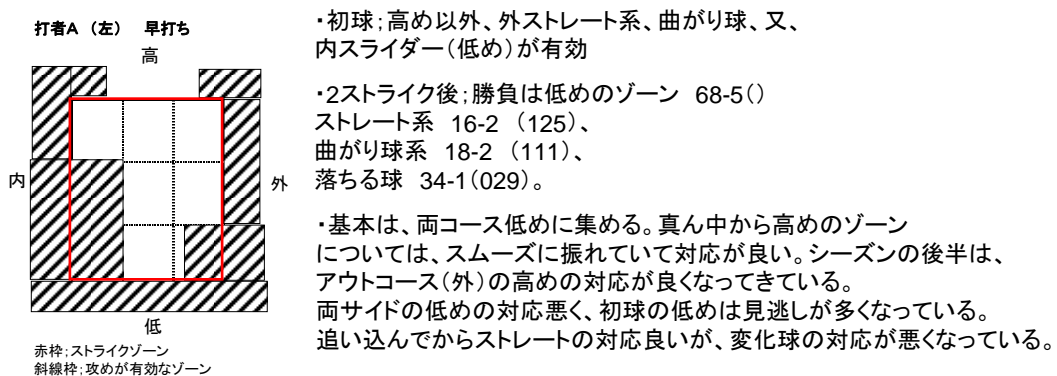 打者A （左）　早打ち
高
内
外
低
赤枠；ストライクゾーン
斜線枠；攻めが有効なゾーン
・初球；高め以外、外ストレート系、曲がり球、又、
内スライダー（低め）が有効
・2ストライク後；勝負は低めのゾーン 68-5()
ストレート系 16-2 （125）、
曲がり球系 18-2 （111）、
落ちる球 34-1（029）。
・基本は、両コース低めに集める。真ん中から高めのゾーン
については、スムーズに振れていて対応が良い。シーズンの後半は、
アウトコース（外）の高めの対応が良くなってきている。
両サイドの低めの対応悪く、初球の低めは見逃しが多くなっている。
追い込んでからストレートの対応良いが、変化球の対応が悪くなっている。